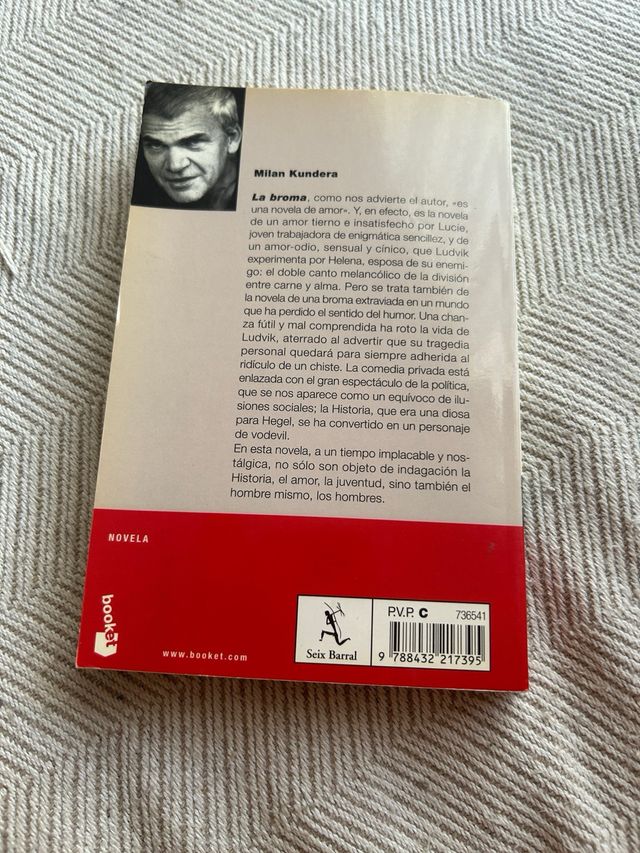 Milan Kundera
La broma, como nos advierte el autor, «es
una novela de amor». Y, en efecto, es la novela
de un amor tierno e insatisfecho por Lucie,
joven trabajadora de enigmática sencillez, y de
un amor-odio, sensual y cínico, que Ludvik
experimenta por Helena, esposa de su enemi-
go: el doble canto melancólico de la división
entre carne y alma. Pero se trata también de
la novela de una broma extraviada en un mundo
que ha perdido el sentido del humor. Una chan-
za fútil y mal comprendida ha roto la vida de
Ludvik, aterrado al advertir que su tragedia
personal quedará para siempre adherida al
ridículo de un chiste. La comedia privada está
enlazada con el gran espectáculo de la política,
que se nos aparece como un equívoco de ilu-
siones sociales; la Historia, que era una diosa
para Hegel, se ha convertido en un personaje
de vodevil.
En esta novela, a un tiempo implacable y nos-
tálgica, no sólo son objeto de indagación la
Historia, el amor, la juventud, sino también el
hombre mismo, los hombres.
NOVELA
booket
www.booket.com
Seix Barral
P.V.P. C 736541
9 788432 217395